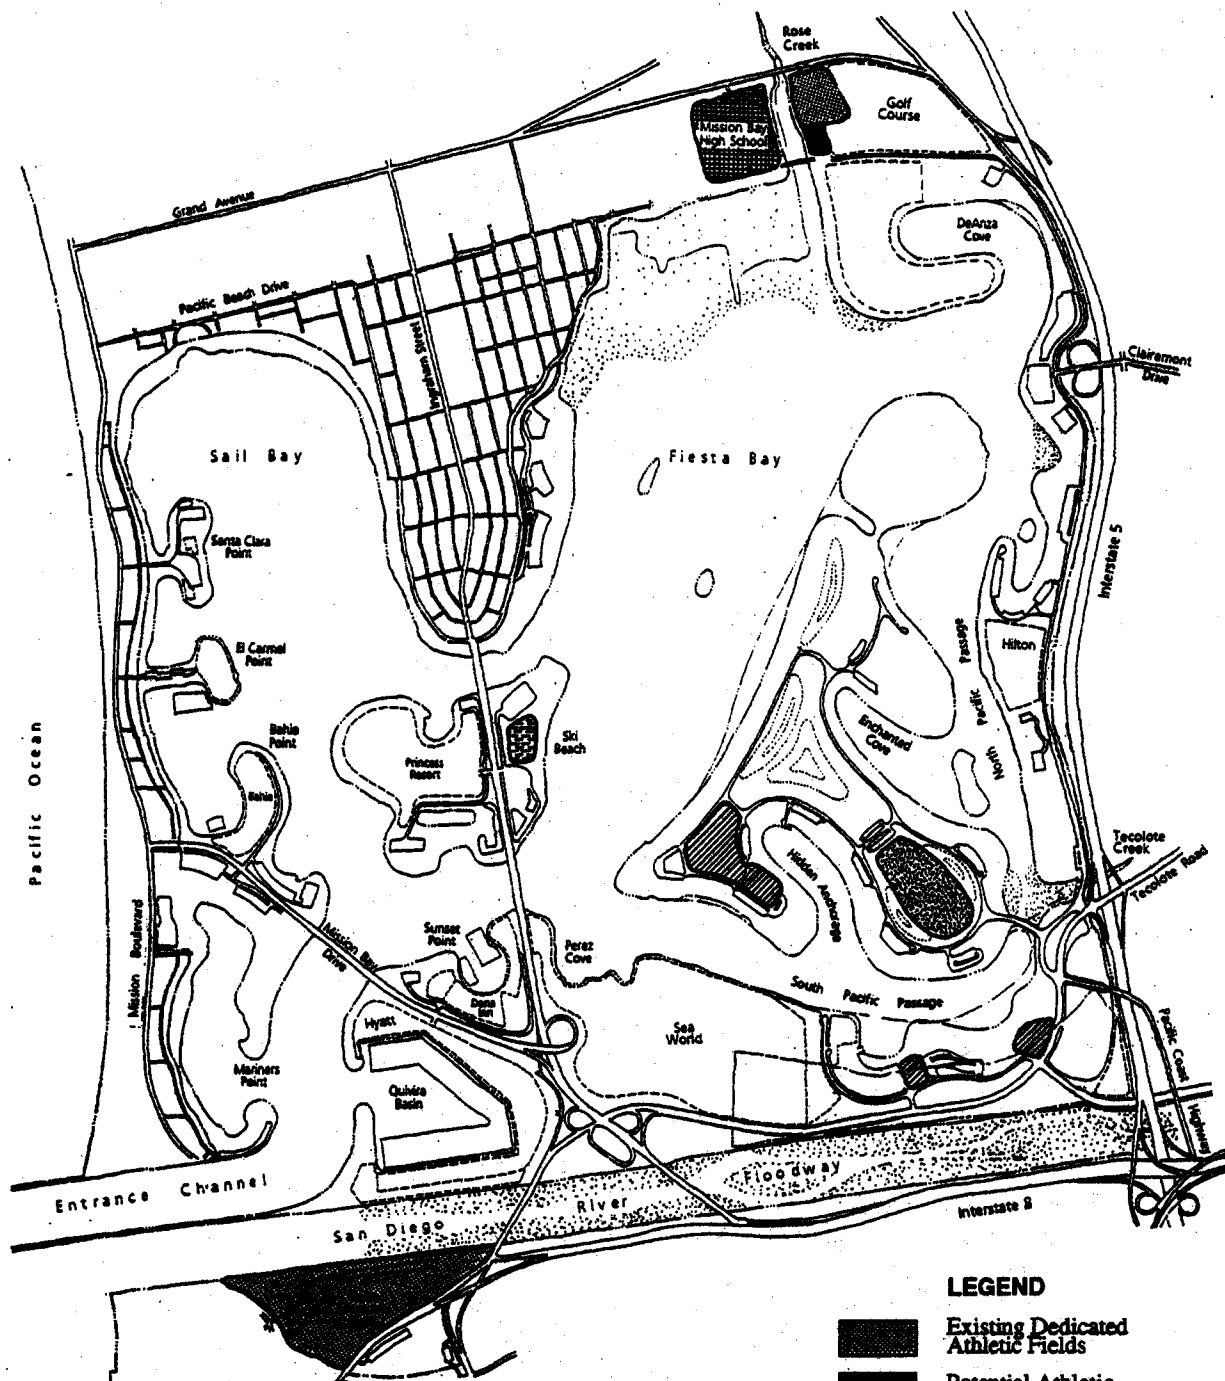 Rose
Creek
Golf
Course
Mission Bay
High School
Grand Avenue
DeAnza
Cove
Pacific Beach Drive
Ingraham Street
Clairemont
Drive
Sail Bay
Fiesta Bay
Santa Clara
Point
Interstate 5
El Carmel
Point
Hilton
North Pacific Passage
Pacific Ocean
Bahia
Point
Ski
Beach
Enchanted
Cove
Princess
Resort
Bahia
Tecolote
Creek
Tecolote Road
Hidden Anchorage
Mission Boulevard
Mission Bay
Drive
Sunset
Point
Perez
Cove
South Pacific Passage
Dana
Inn
Hyatt
Sea
World
Pacific Coast Highway
Mariners
Point
Quivira
Basin
Entrance Channel
San Diego River Floodway
Interstate 8
LEGEND
Existing Dedicated
Athletic Fields
Potential Athletic